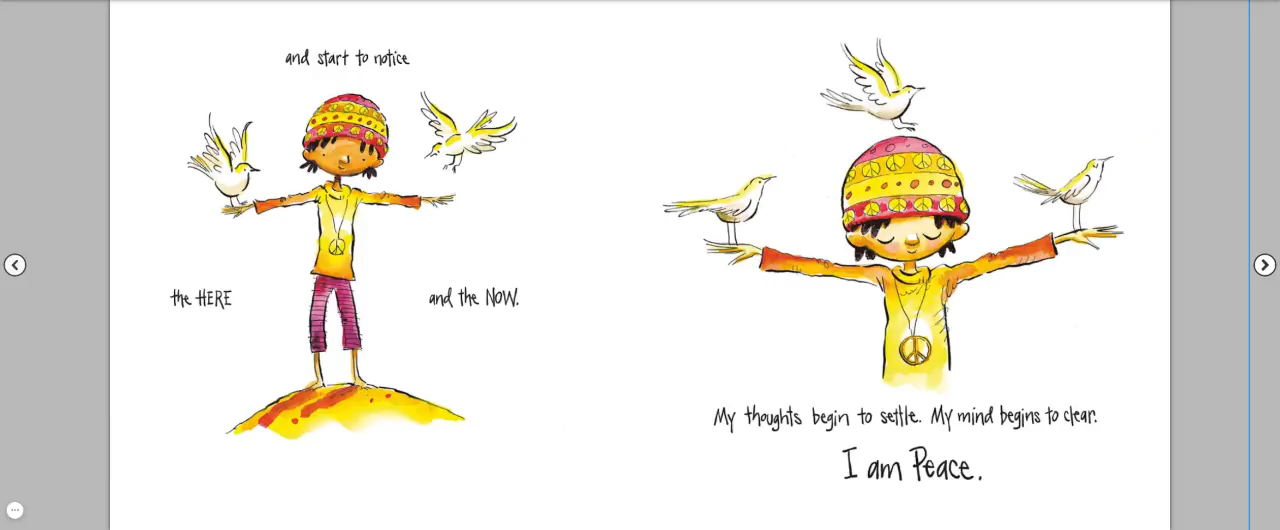 and start to notice
the HERE
and the NOW.
My thoughts begin to settle. My mind begins to clear.
I am Peace.